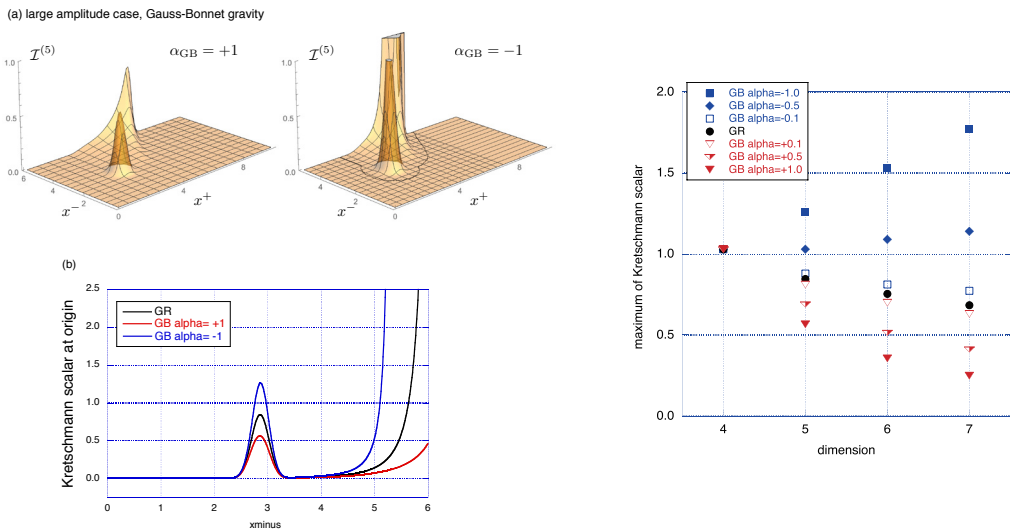 (a) large amplitude case, Gauss-Bonnet gravity
𝓘⁽⁵⁾ α_GB = +1
1.0
0.5
0.0
6
4
2
0
4
8
x⁻ x⁺
𝓘⁽⁵⁾ α_GB = −1
1.0
0.5
0.0
6
4
2
0
4
8
x⁻ x⁺
(b)
Kretschmann scalar at origin
2.5
2.0
1.5
1.0
0.5
0.0
GR
GB alpha= +1
GB alpha= -1
0 1 2 3 4 5 6
xminus
maximum of Kretschmann scalar
2.0
1.5
1.0
0.5
0.0
GB alpha=-1.0
GB alpha=-0.5
GB alpha=-0.1
GR
GB alpha=+0.1
GB alpha=+0.5
GB alpha=+1.0
4 5 6 7
dimension